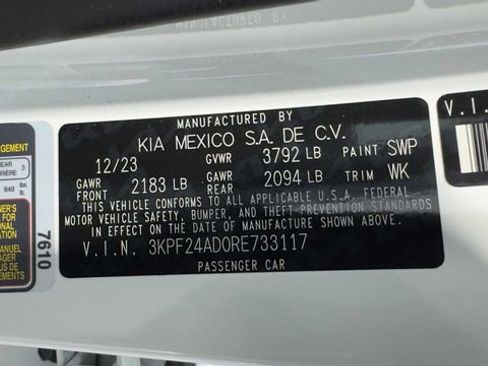 MANUFACTURED BY
KIA MEXICO S.A. DE C.V.
12/23 GVWR 3792 LB PAINT SWP
GAWR FRONT 2183 LB GAWR REAR 2094 LB TRIM WK
THIS VEHICLE CONFORMS TO ALL APPLICABLE U.S.A. FEDERAL
MOTOR VEHICLE SAFETY, BUMPER, AND THEFT PREVENTION STANDARDS
IN EFFECT ON THE DATE OF MANUFACTURE SHOWN ABOVE.
V.I.N. 3KPF24AD0RE733117
PASSENGER CAR
7610
V.I.